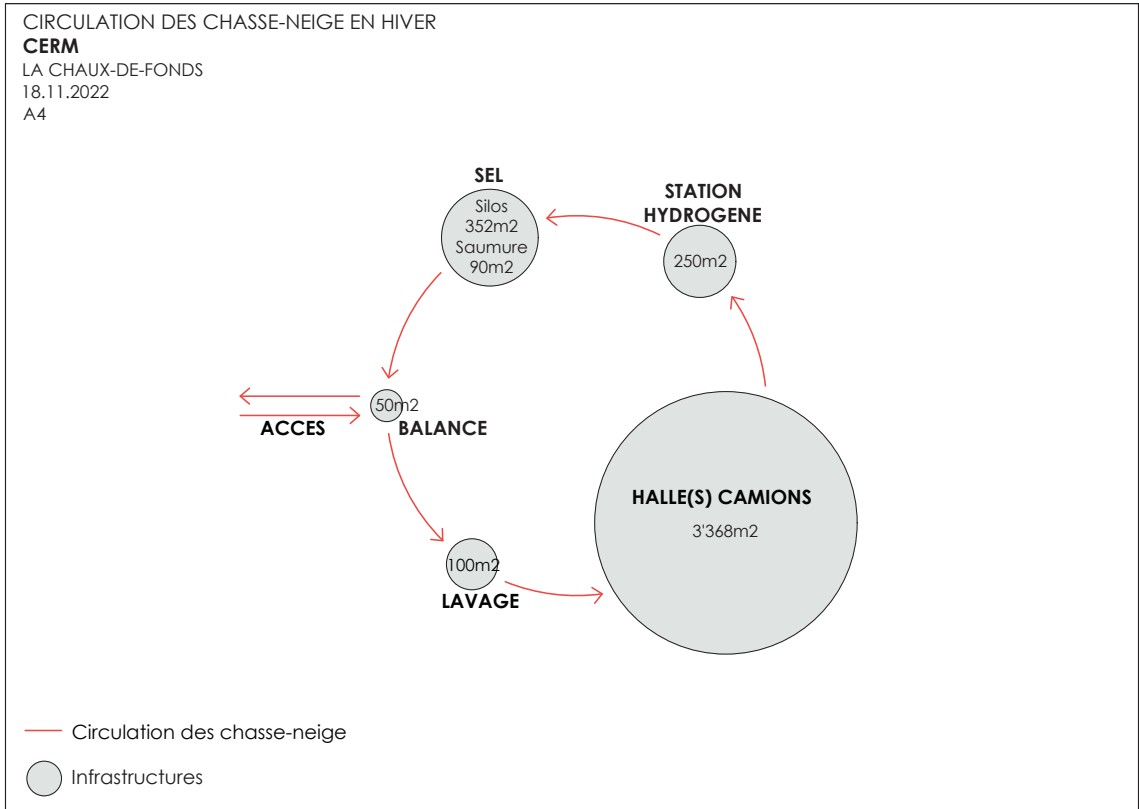 CIRCULATION DES CHASSE-NEIGE EN HIVER
CERM
LA CHAUX-DE-FONDS
18.11.2022
A4
SEL
Silos
352m2
Saumure
90m2
STATION
HYDROGENE
250m2
50m2
ACCES
BALANCE
HALLE(S) CAMIONS
3'368m2
100m2
LAVAGE
Circulation des chasse-neige
Infrastructures